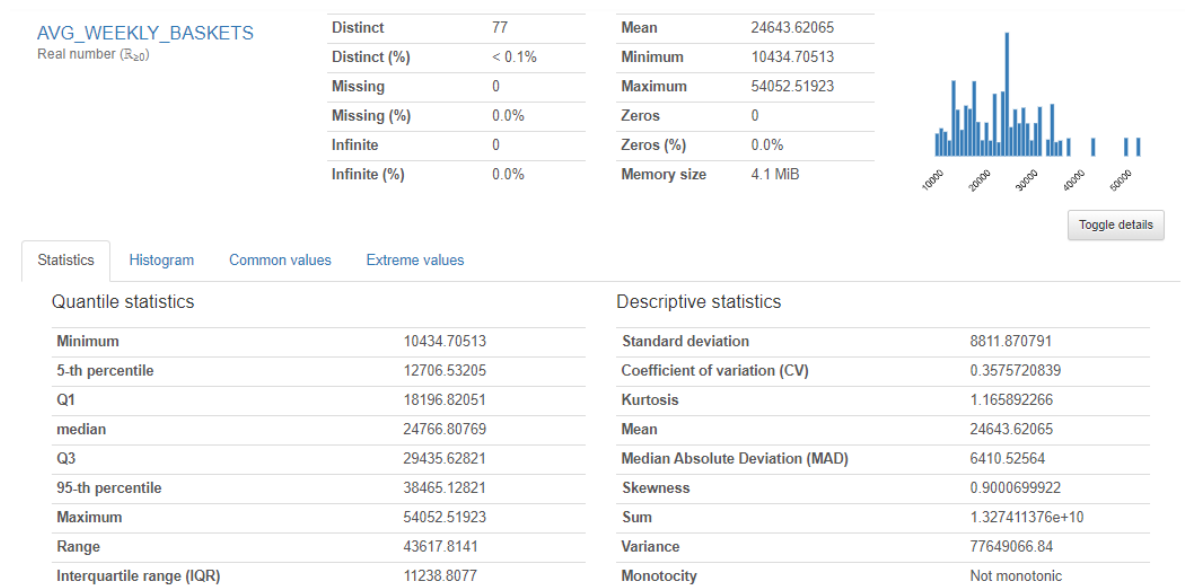 AVG_WEEKLY_BASKETS
Real number (ℝ≥0)
Distinct 77
Distinct (%) < 0.1%
Missing 0
Missing (%) 0.0%
Infinite 0
Infinite (%) 0.0%
Mean 24643.62065
Minimum 10434.70513
Maximum 54052.51923
Zeros 0
Zeros (%) 0.0%
Memory size 4.1 MiB
10000 20000 30000 40000 50000
Toggle details
Statistics Histogram Common values Extreme values
Quantile statistics
Minimum 10434.70513
5-th percentile 12706.53205
Q1 18196.82051
median 24766.80769
Q3 29435.62821
95-th percentile 38465.12821
Maximum 54052.51923
Range 43617.8141
Interquartile range (IQR) 11238.8077
Descriptive statistics
Standard deviation 8811.870791
Coefficient of variation (CV) 0.3575720839
Kurtosis 1.165892266
Mean 24643.62065
Median Absolute Deviation (MAD) 6410.52564
Skewness 0.9000699922
Sum 1.327411376e+10
Variance 77649066.84
Monotocity Not monotonic